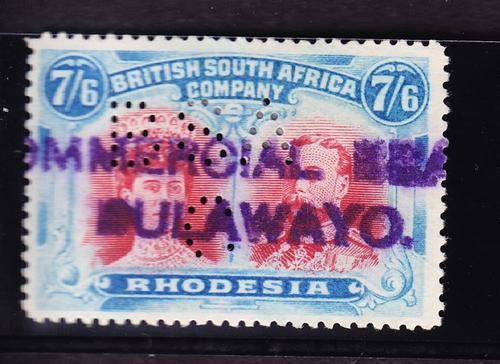 7/6 BRITISH SOUTH AFRICA 7/6
COMPANY
OMMERCIAL
BULAWAYO.
RHODESIA